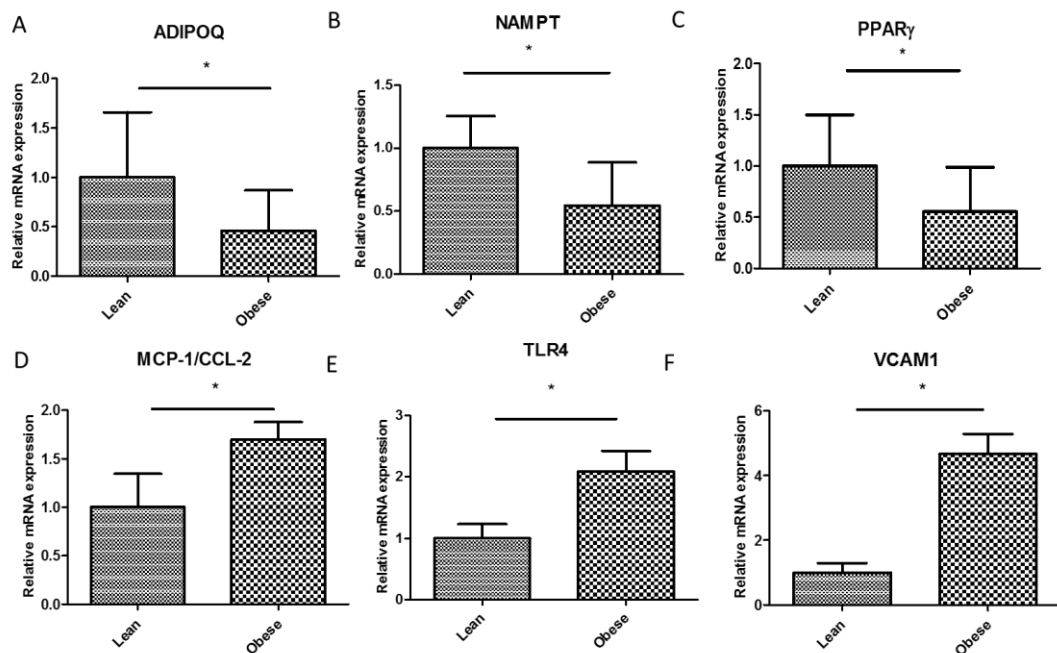 A
ADIPOQ
*
Relative mRNA expression
2.0
1.5
1.0
0.5
0.0
Lean
Obese
B
NAMPT
*
Relative mRNA expression
1.5
1.0
0.5
0.0
Lean
Obese
C
PPARγ
*
Relative mRNA expression
2.0
1.5
1.0
0.5
0.0
Lean
Obese
D
MCP-1/CCL-2
*
Relative mRNA expression
2.0
1.5
1.0
0.5
0.0
Lean
Obese
E
TLR4
*
Relative mRNA expression
3
2
1
0
Lean
Obese
F
VCAM1
*
Relative mRNA expression
6
4
2
0
Lean
Obese